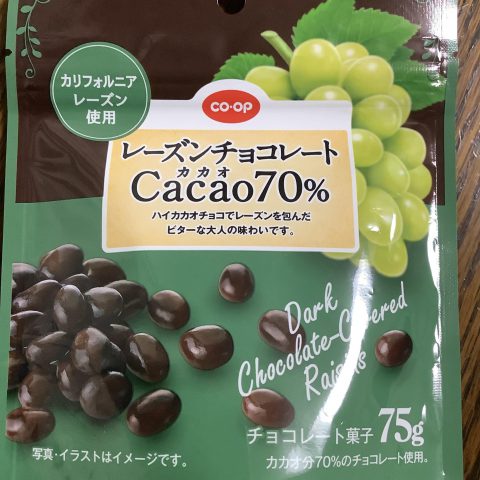 カリフォルニア
レーズン
使用
CO·OP
レーズンチョコレート
カカオ
Cacao70%
ハイカカオチョコでレーズンを包んだ
ビターな大人の味わいです。
Dark
Chocolate-Covered
Raisins
チョコレート菓子 75g
写真・イラストはイメージです。
カカオ分70%のチョコレート使用。